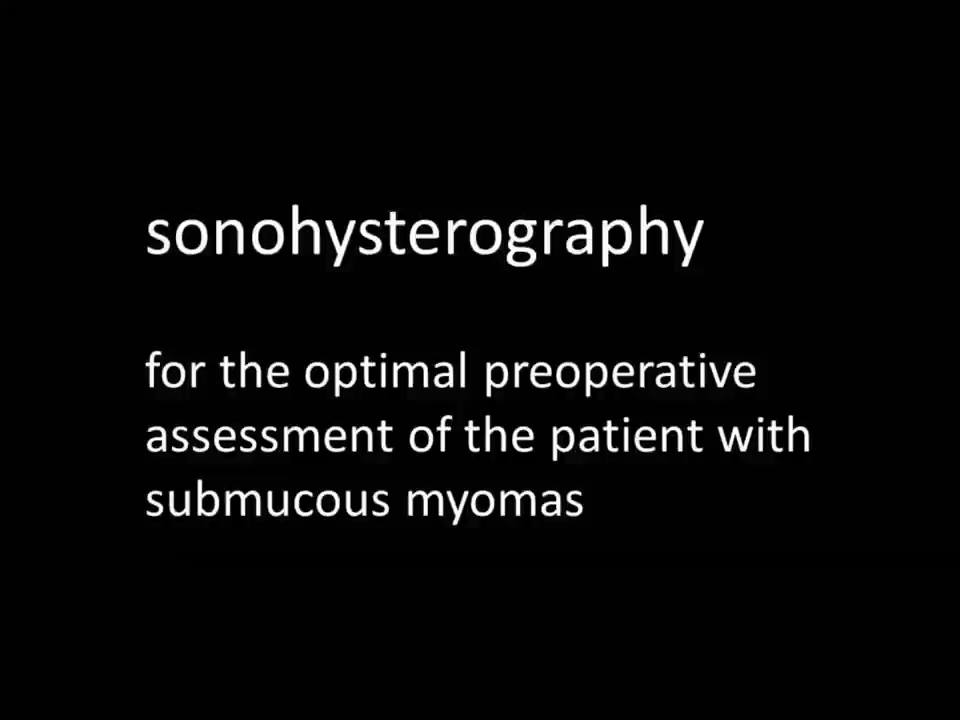 sonohysterography
for the optimal preoperative
assessment of the patient with
submucous myomas